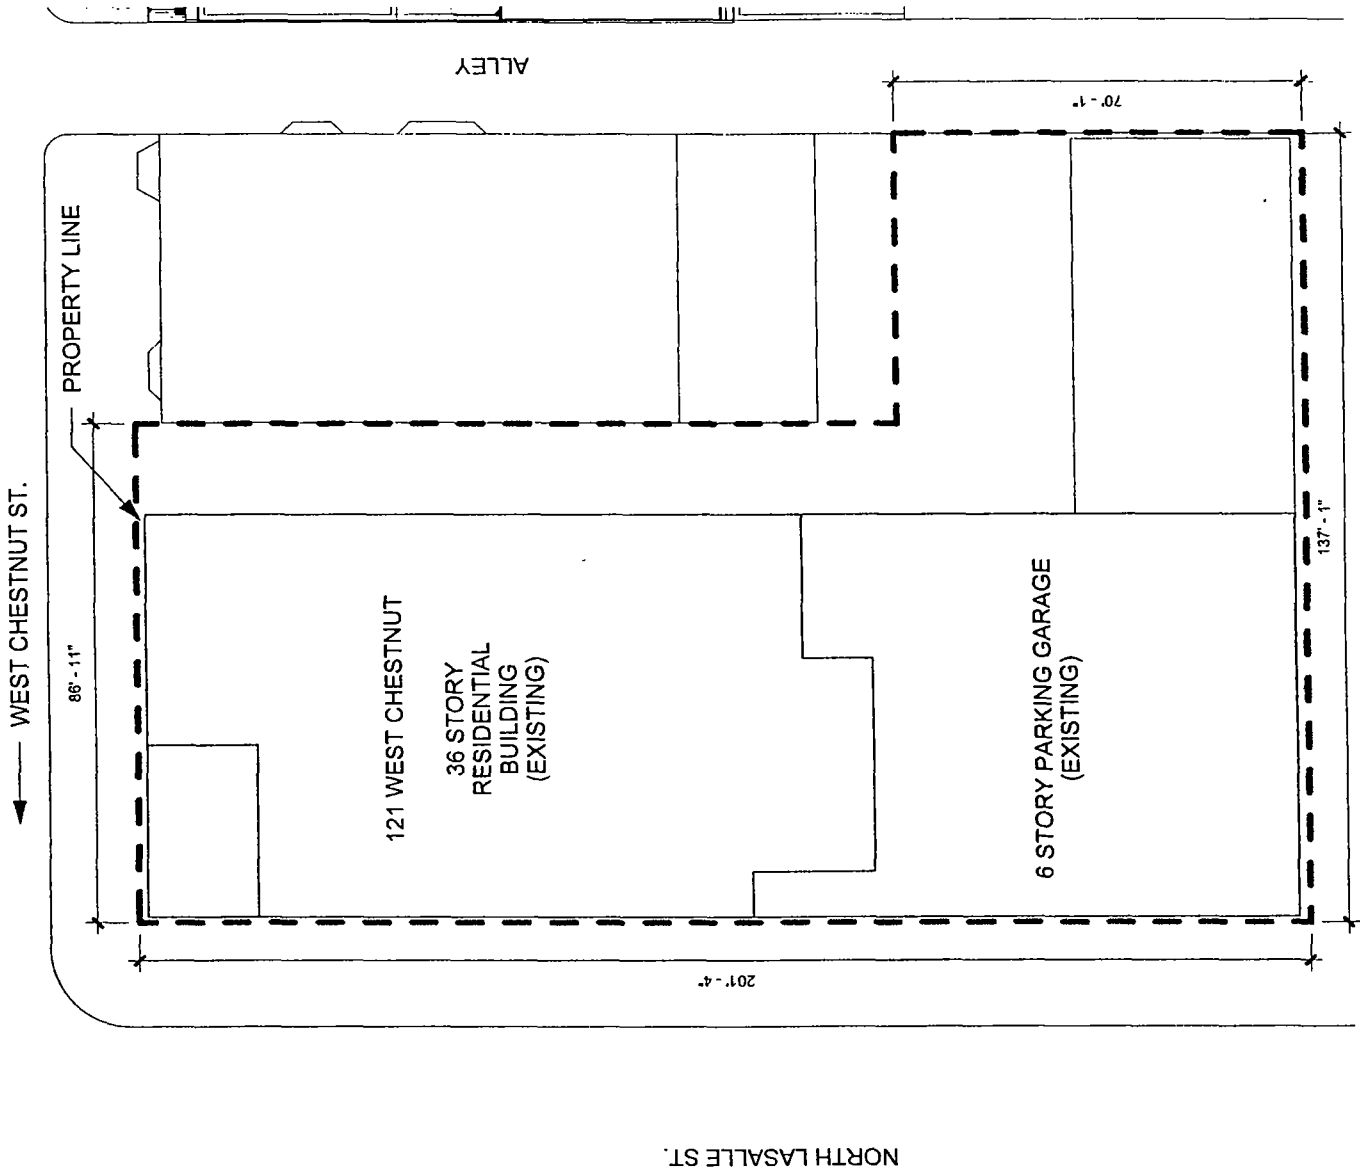 WEST CHESTNUT ST.
86' - 11"
PROPERTY LINE
ALLEY
70' - 1"
121 WEST CHESTNUT
36 STORY
RESIDENTIAL
BUILDING
(EXISTING)
6 STORY PARKING GARAGE
(EXISTING)
137' - 1"
201' - 4"
NORTH LASALLE ST.